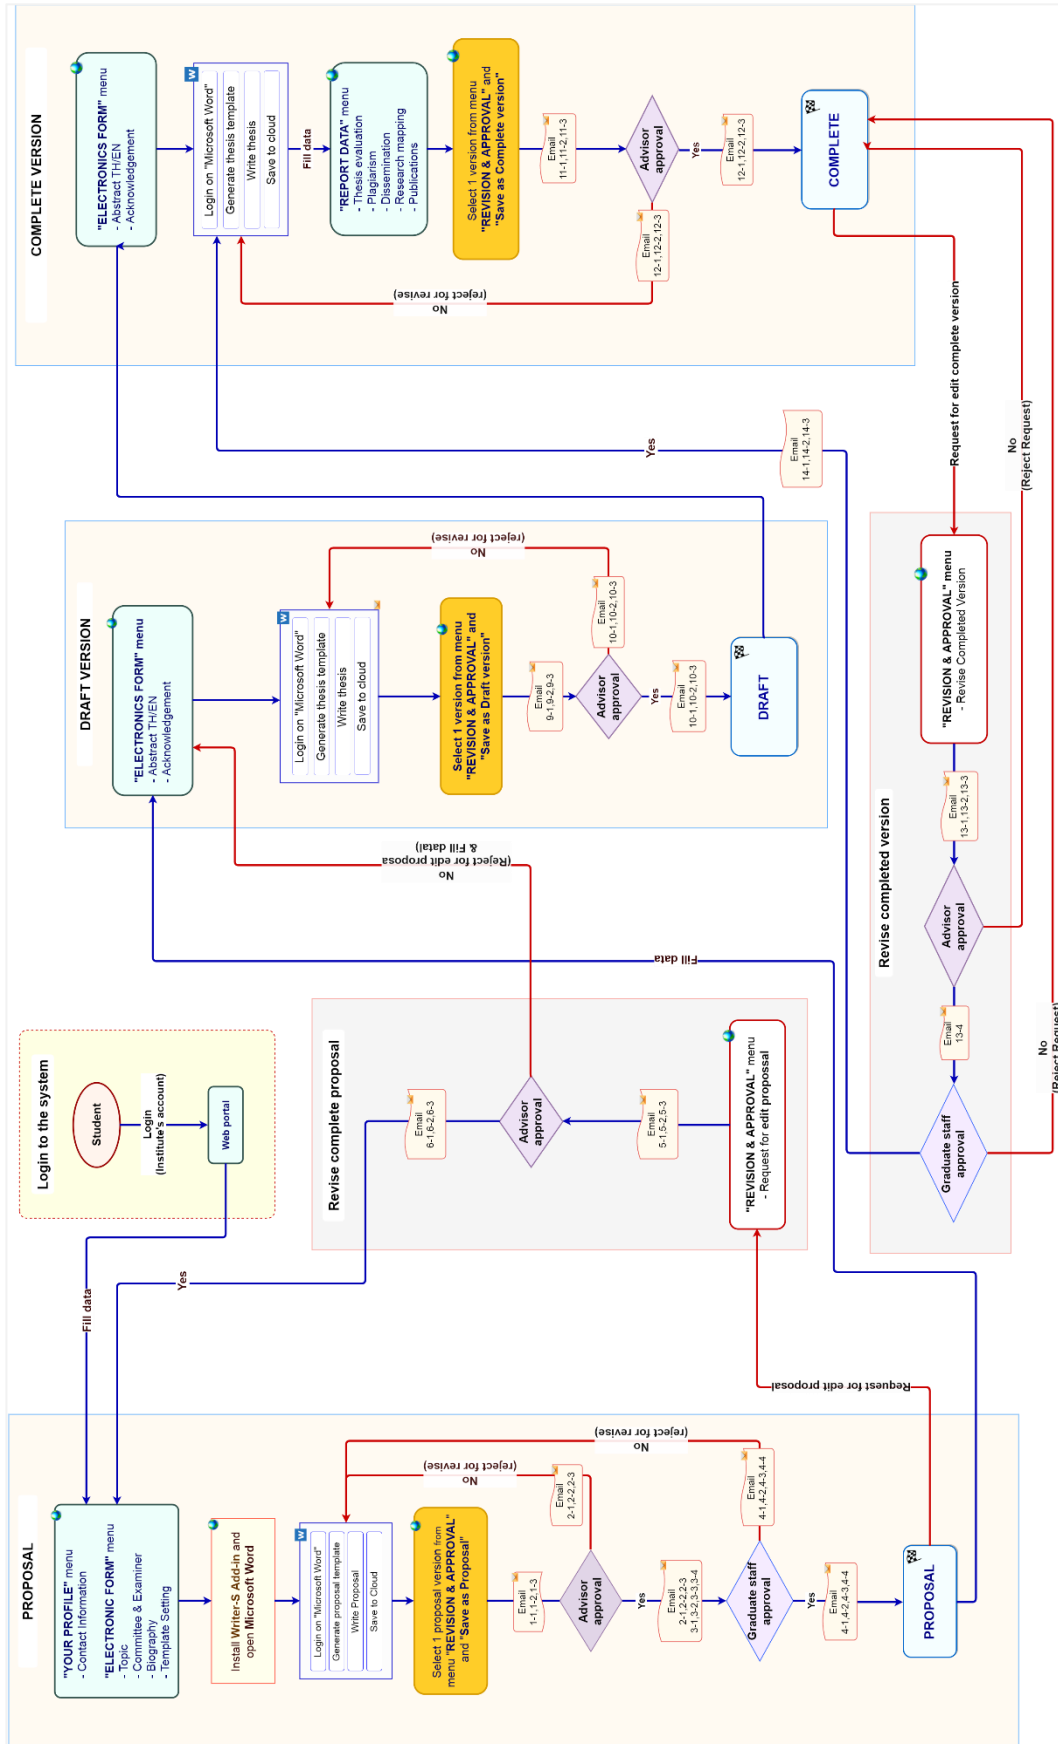 Login to the system
Student
Login
(Institute's account)
Web portal
Fill data
PROPOSAL
"YOUR PROFILE" menu
- Contact Information
"ELECTRONIC FORM" menu
- Topic
- Committee & Examiner
- Biography
- Template Setting
Install Writer-S Add-in and
open Microsoft Word
Login on "Microsoft Word"
Generate proposal template
Write Proposal
Save to Cloud
Select 1 proposal version from
menu "REVISION & APPROVAL"
and "Save as Proposal"
Email
1-1,1-2,1-3
Advisor
approval
Email
2-1,2-2,2-3
No
(reject for revise)
Yes
Email
2-1,2-2,2-3
3-1,3-2,3-3,3-4
Graduate staff
approval
Email
4-1,4-2,4-3,4-4
No
(reject for revise)
Yes
Email
4-1,4-2,4-3,4-4
PROPOSAL
Request for edit proposal
Revise complete proposal
"REVISION & APPROVAL" menu
- Request for edit propossal
Email
5-1,5-2,5-3
Advisor
approval
Email
6-1,6-2,6-3
Yes
No
(Reject for edit proposa
& Fill datal)
Fill data
DRAFT VERSION
"ELECTRONICS FORM" menu
- Abstract TH/EN
- Acknowledgement
Login on "Microsoft Word"
Generate thesis template
Write thesis
Save to cloud
Select 1 version from menu
"REVISION & APPROVAL" and
"Save as Draft version"
Email
9-1,9-2,9-3
Advisor
approval
Email
10-1,10-2,10-3
No
(reject for revise)
Yes
Email
10-1,10-2,10-3
DRAFT
COMPLETE VERSION
"ELECTRONICS FORM" menu
- Abstract TH/EN
- Acknowledgement
Login on "Microsoft Word"
Generate thesis template
Write thesis
Save to cloud
Fill data
"REPORT DATA" menu
- Thesis evaluation
- Plagiarism
- Dissemination
- Research mapping
- Publications
Select 1 version from menu
"REVISION & APPROVAL" and
"Save as Complete version"
Email
11-1,11-2,11-3
Advisor
approval
Email
12-1,12-2,12-3
No
(reject for revise)
Yes
Email
12-1,12-2,12-3
COMPLETE
Request for edit complete version
Revise completed version
"REVISION & APPROVAL" menu
- Revise Completed Version
Email
13-1,13-2,13-3
Advisor
approval
No
(Reject Request)
Email
13-4
Graduate staff
approval
No
(Reject Request)
Email
14-1,14-2,14-3
Yes